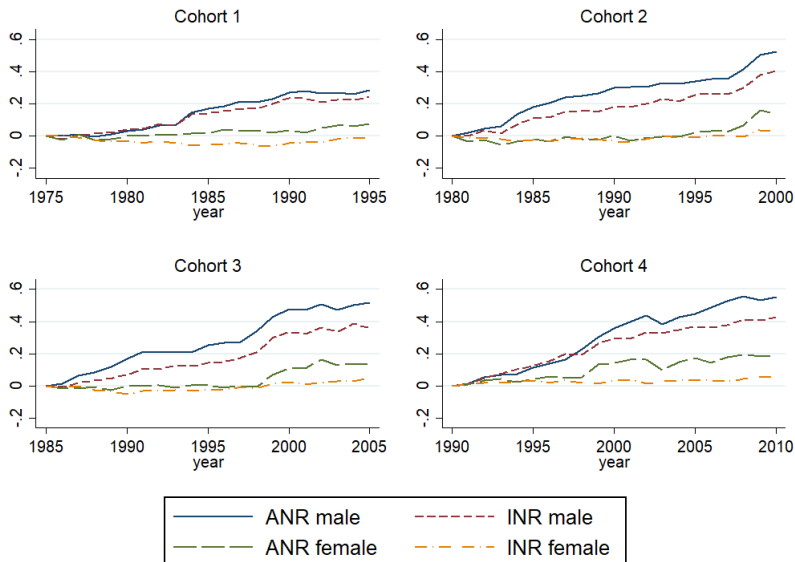 Cohort 1
.6
.4
.2
0
-.2
1975 1980 1985 1990 1995
year
Cohort 2
.6
.4
.2
0
-.2
1980 1985 1990 1995 2000
year
Cohort 3
.6
.4
.2
0
-.2
1985 1990 1995 2000 2005
year
Cohort 4
.6
.4
.2
0
-.2
1990 1995 2000 2005 2010
year
ANR male INR male
ANR female INR female